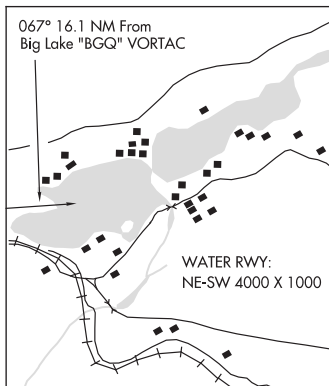 067° 16.1 NM From
Big Lake "BGQ" VORTAC
WATER RWY:
NE-SW 4000 X 1000